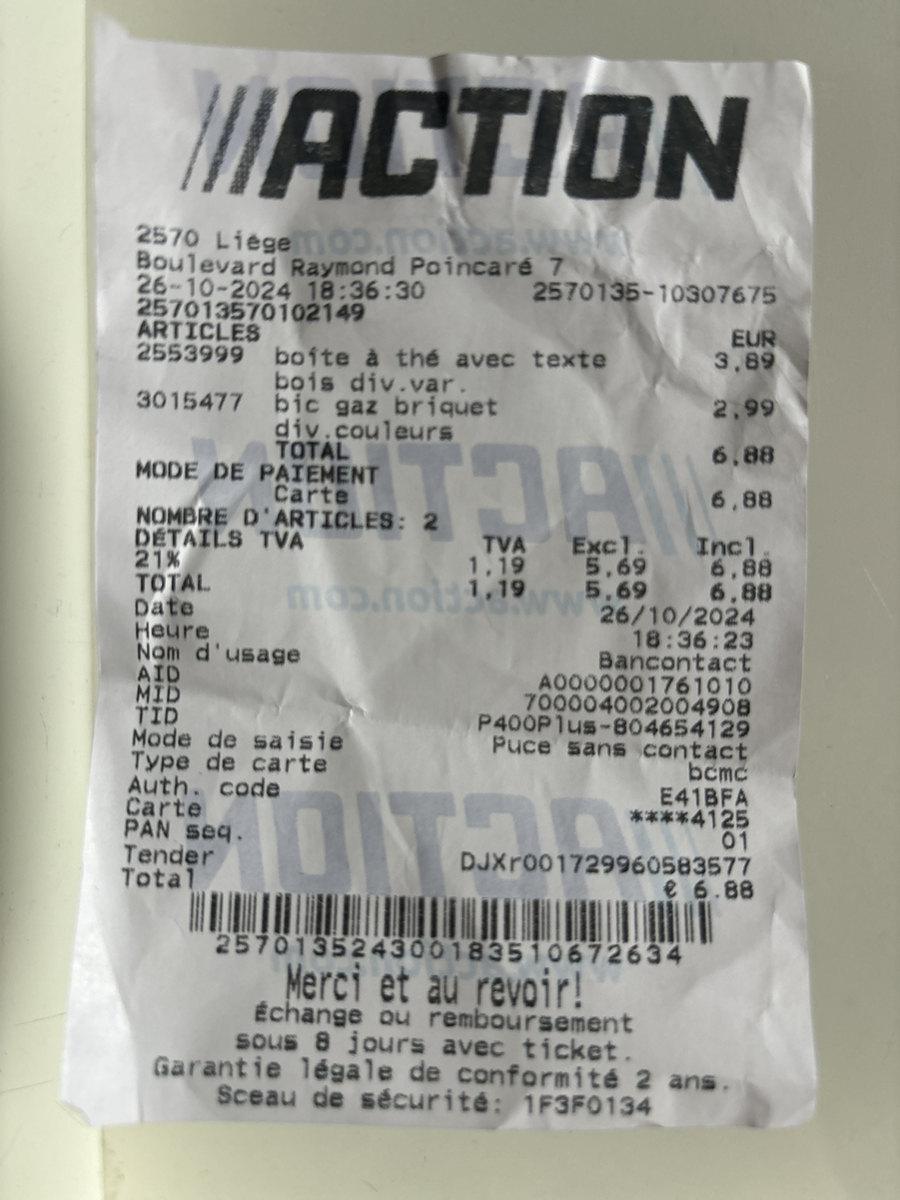 ACTION
2570 Liège
Boulevard Raymond Poincaré 7
26-10-2024 18:36:30 2570135-10307675
257013570102149
ARTICLES EUR
2553999 boîte à thé avec texte 3,89
bois div.var.
3015477 bic gaz briquet 2,99
div.couleurs
TOTAL 6,88
MODE DE PAIEMENT
Carte 6,88
NOMBRE D'ARTICLES: 2
DÉTAILS TVA TVA Excl. Incl.
21% 1,19 5,69 6,88
TOTAL 1,19 5,69 6,88
Date 26/10/2024
Heure 18:36:23
Nom d'usage Bancontact
AID A0000001761010
MID 700004002004908
TID P400Plus-804654129
Mode de saisie Puce sans contact
Type de carte bcmc
Auth. code E41BFA
Carte ****4125
PAN seq. 01
Tender DJXr001729960583577
Total € 6.88
2570135243001835106​72634
Merci et au revoir!
Échange ou remboursement
sous 8 jours avec ticket.
Garantie légale de conformité 2 ans.
Sceau de sécurité: 1F3F0134